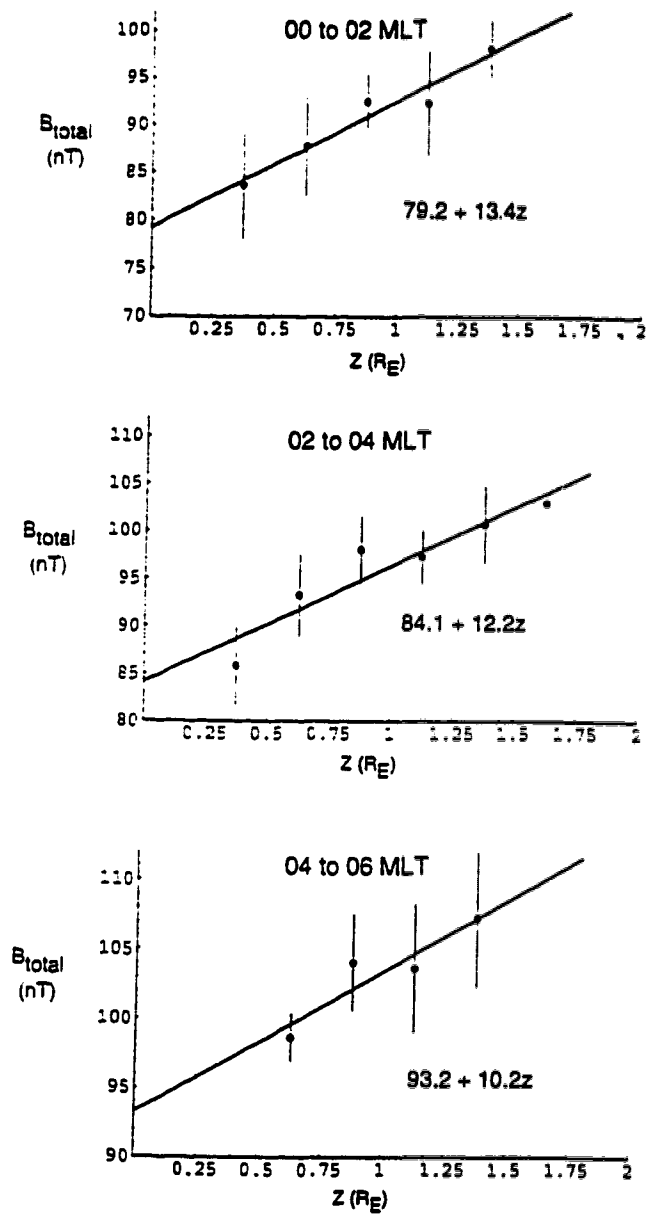 00 to 02 MLT
100
95
B_total
(nT)
90
85
80
75
70
79.2 + 13.4z
0.25 0.5 0.75 1 1.25 1.5 1.75 2
Z (R_E)
02 to 04 MLT
110
105
B_total
(nT)
100
95
90
85
80
84.1 + 12.2z
0.25 0.5 0.75 1 1.25 1.5 1.75 2
Z (R_E)
04 to 06 MLT
110
B_total
(nT)
105
100
95
90
93.2 + 10.2z
0.25 0.5 0.75 1 1.25 1.5 1.75 2
Z (R_E)